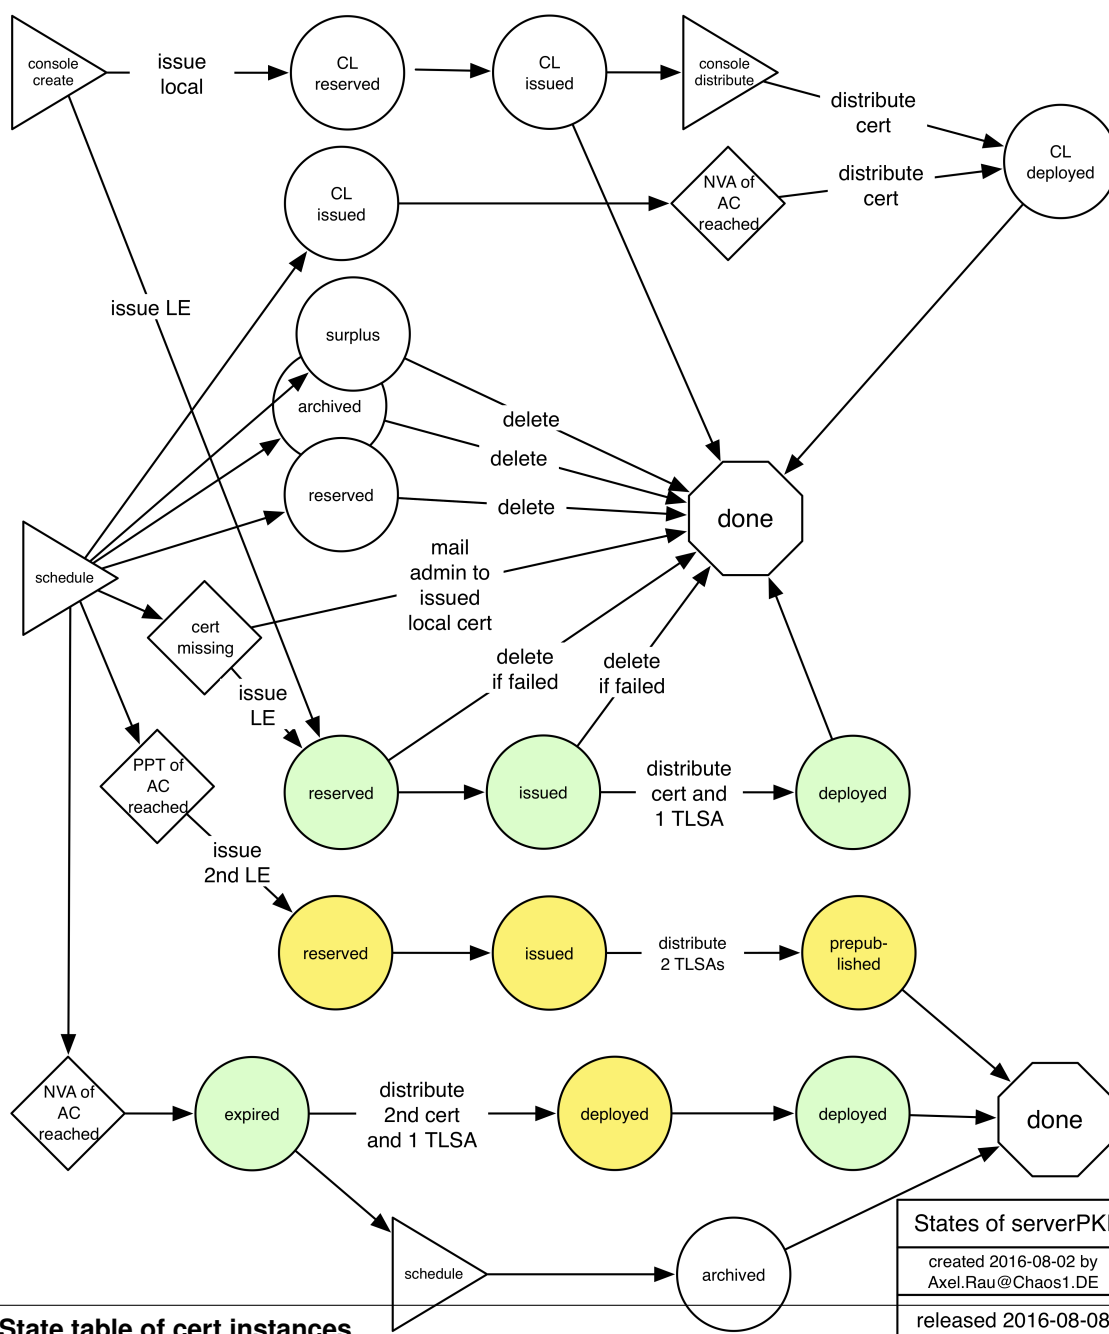 console
create
issue
local
CL
reserved
CL
issued
console
distribute
distribute
cert
CL
deployed
CL
issued
NVA of
AC
reached
distribute
cert
issue LE
surplus
archived
reserved
delete
delete
delete
done
schedule
cert
missing
mail
admin to
issued
local cert
issue
LE
delete
if failed
delete
if failed
PPT of
AC
reached
reserved
issued
distribute
cert and
1 TLSA
deployed
issue
2nd LE
reserved
issued
distribute
2 TLSAs
prepub-
lished
NVA of
AC
reached
expired
distribute
2nd cert
and 1 TLSA
deployed
deployed
done
schedule
archived
States of serverPKI
created 2016-08-02 by
Axel.Rau@Chaos1.DE
released 2016-08-08
State table of cert instances